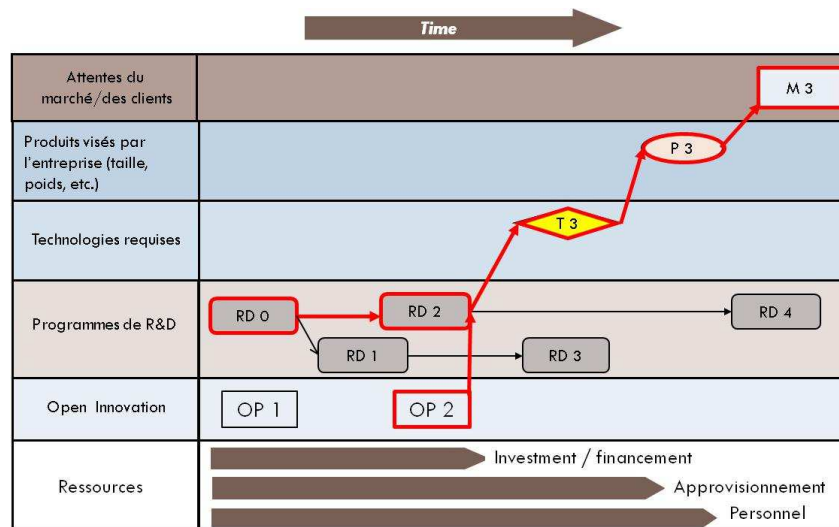 Time
Attentes du
marché/des clients
M 3
Produits visés par
l'entreprise (taille,
poids, etc.)
P 3
Technologies requises
T 3
Programmes de R&D
RD 0
RD 2
RD 4
RD 1
RD 3
Open Innovation
OP 1
OP 2
Ressources
Investment / financement
Approvisionnement
Personnel